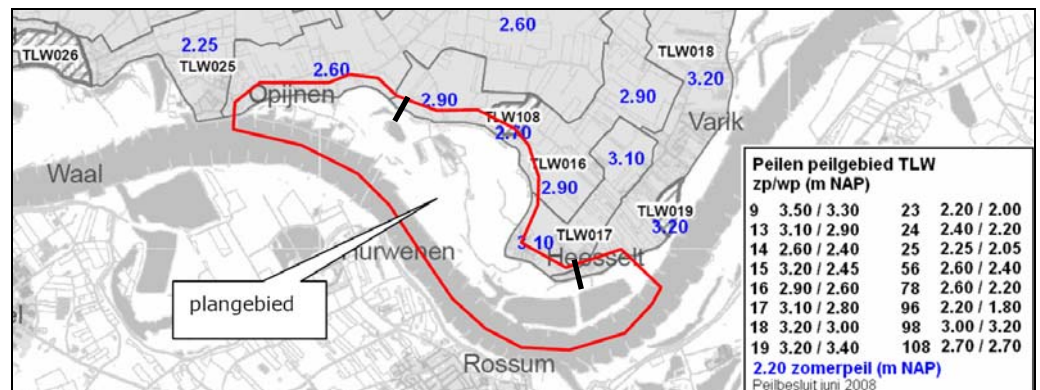 TLW026
2.25
TLW025
2.60
2.60
TLW018
3.20
Opijnen
2.90
2.90
TLW108
2.70
Varik
3.10
TLW016
2.90
Waal
TLW019
3.20
3.10
TLW017
Heesselt
Hurwenen
plangebied
Rossum
Peilen peilgebied TLW
zp/wp (m NAP)
9 3.50 / 3.30 23 2.20 / 2.00
13 3.10 / 2.90 24 2.40 / 2.20
14 2.60 / 2.40 25 2.25 / 2.05
15 3.20 / 2.45 56 2.60 / 2.40
16 2.90 / 2.60 78 2.60 / 2.20
17 3.10 / 2.80 96 2.20 / 1.80
18 3.20 / 3.00 98 3.00 / 3.20
19 3.20 / 3.40 108 2.70 / 2.70
2.20 zomerpeil (m NAP)
Peilbesluit juni 2008